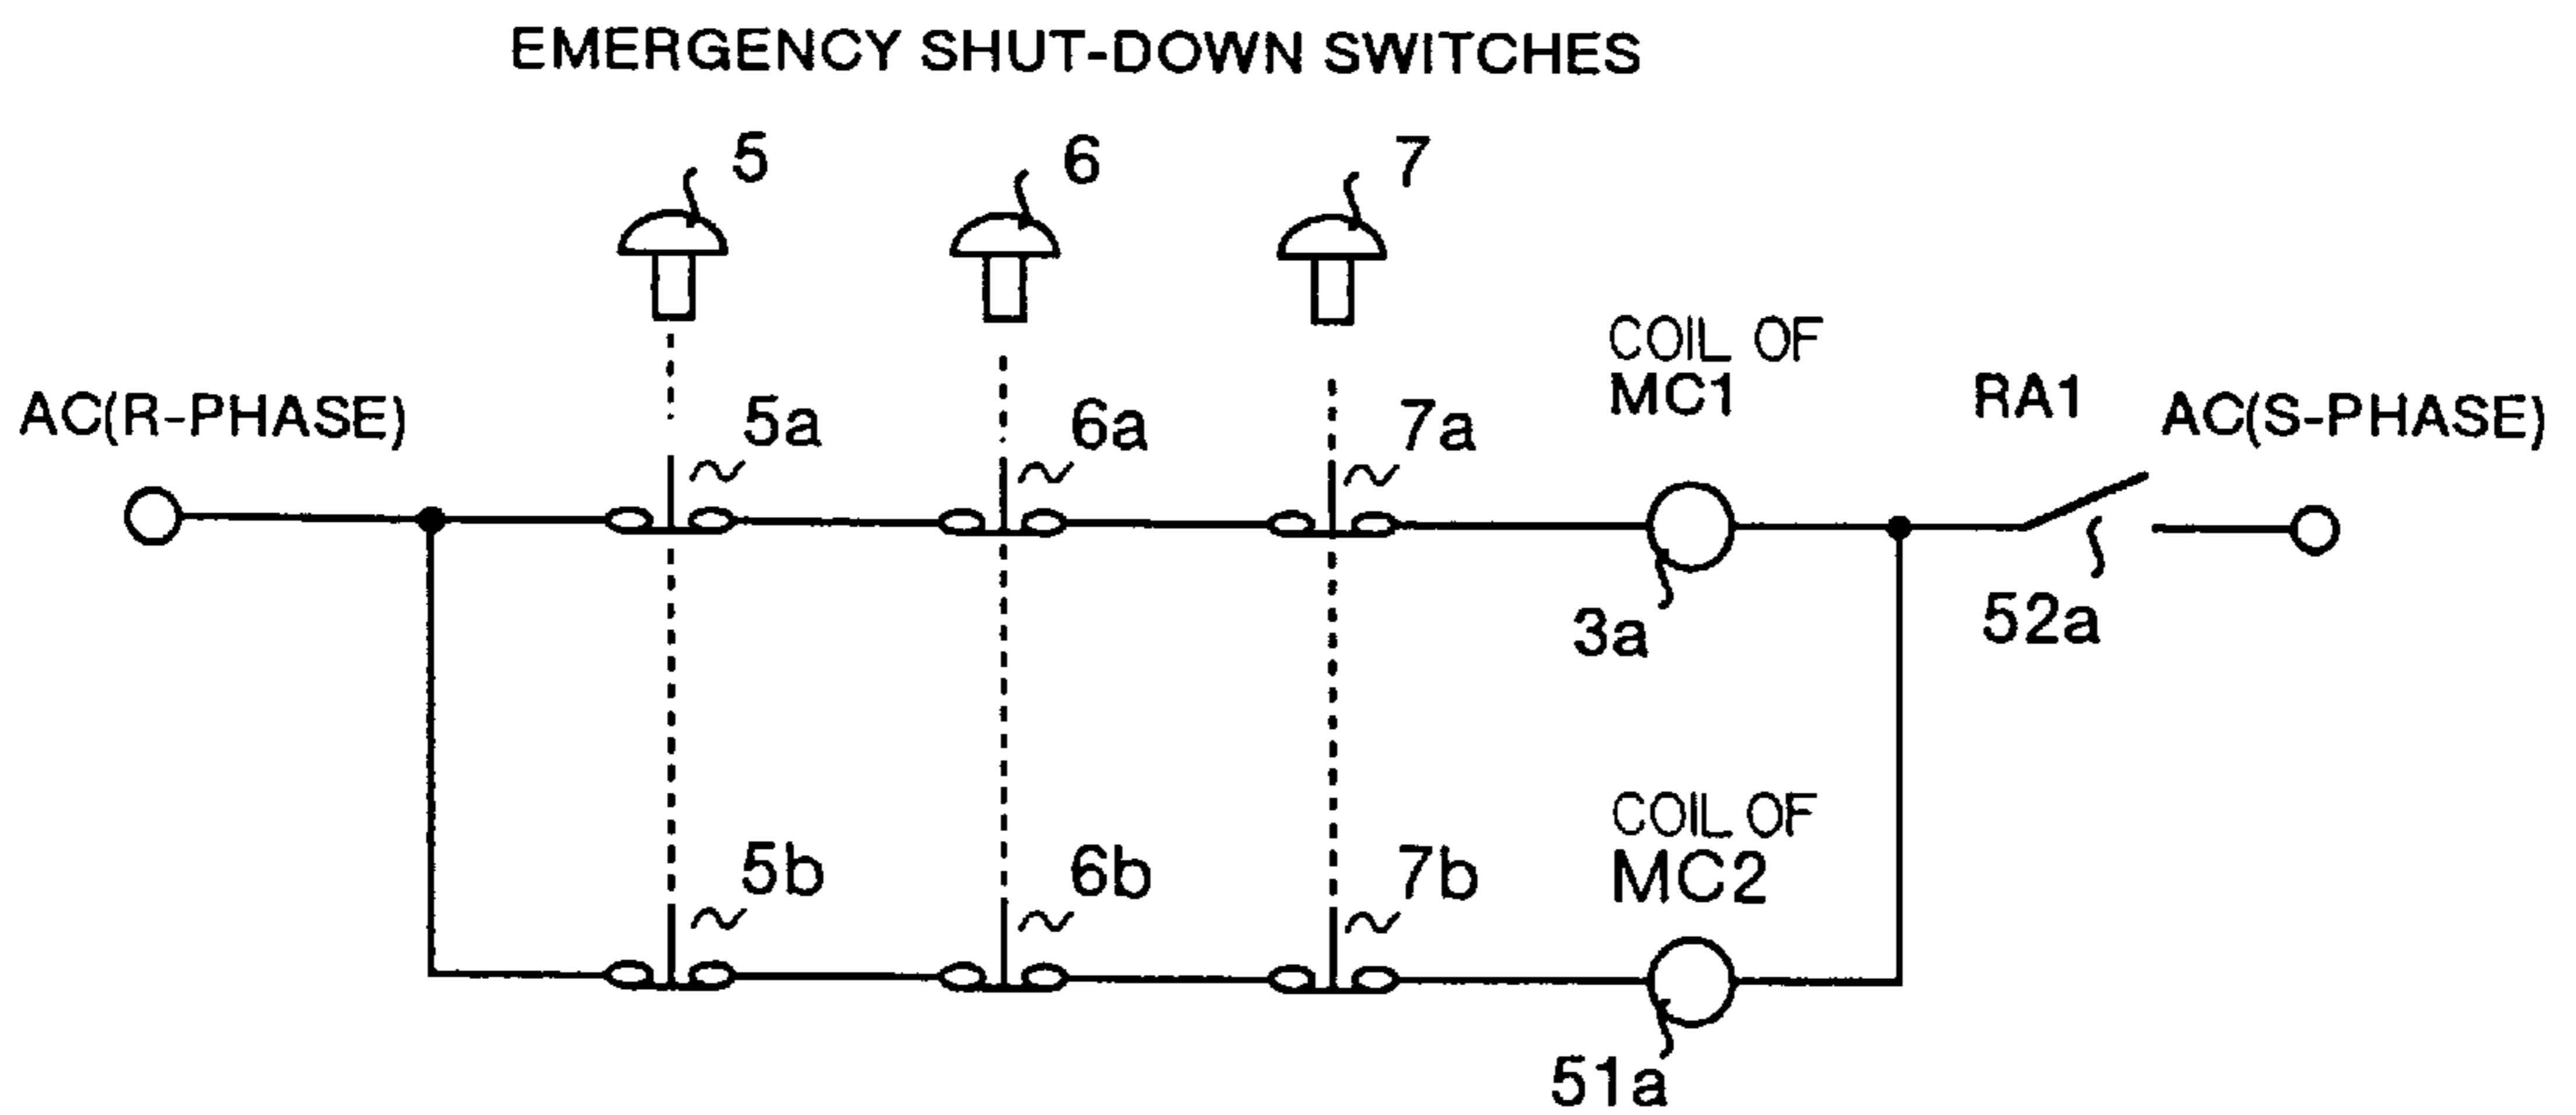 EMERGENCY SHUT-DOWN SWITCHES
5
6
7
COIL OF
MC1
RA1
AC(R-PHASE)
5a
6a
7a
AC(S-PHASE)
3a
52a
COIL OF
MC2
5b
6b
7b
51a